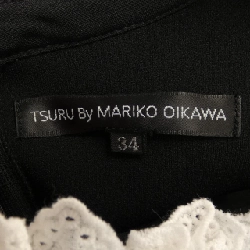 TSURU By MARIKO OIKAWA
34